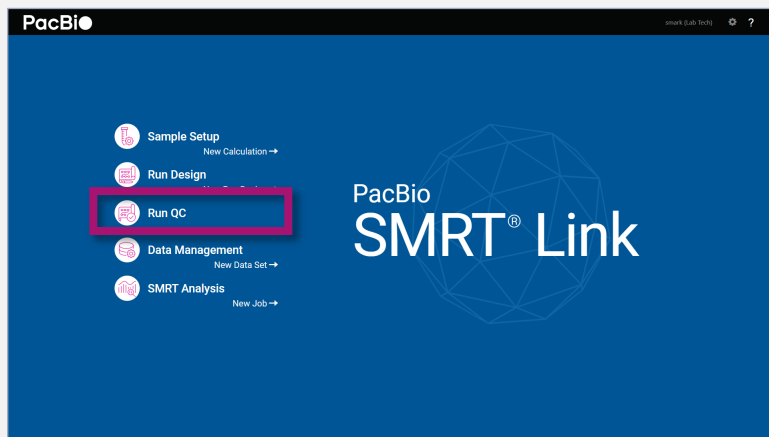 PacBio
smark (Lab Tech) ?
Sample Setup
New Calculation →
Run Design
Run QC
Data Management
New Data Set →
SMRT Analysis
New Job →
PacBio
SMRT® Link